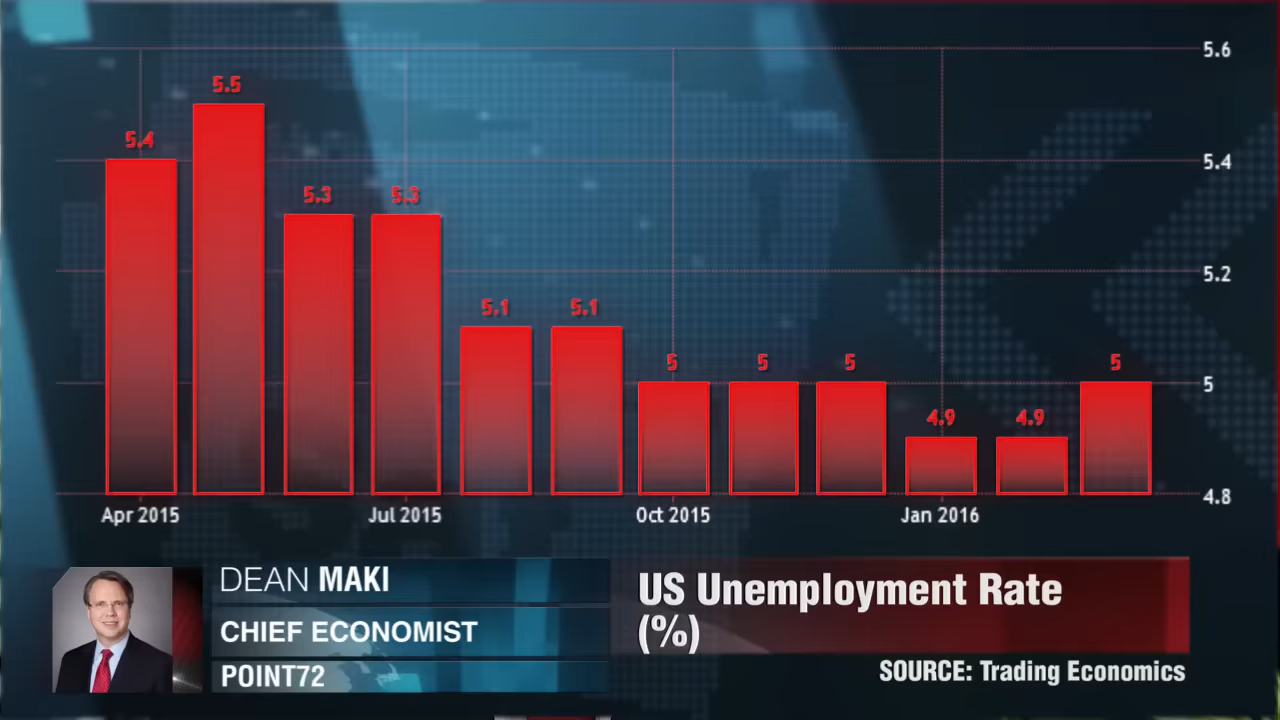 5.6
5.5
5.4
5.4
5.3
5.3
5.2
5.1
5.1
5
5
5
5
5
4.9
4.9
4.8
Apr 2015
Jul 2015
Oct 2015
Jan 2016
DEAN MAKI
CHIEF ECONOMIST
POINT72
US Unemployment Rate
(%)
SOURCE: Trading Economics